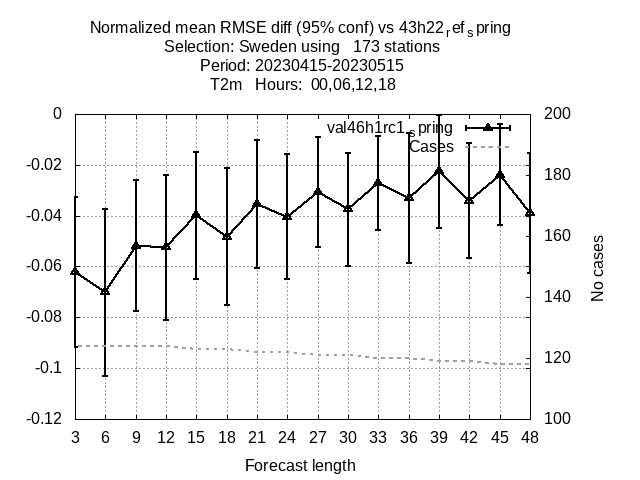 Normalized mean RMSE diff (95% conf) vs 43h22refspring
Selection: Sweden using   173 stations
Period: 20230415-20230515
T2m   Hours:  00,06,12,18
0
-0.02
-0.04
-0.06
-0.08
-0.1
-0.12
200
180
160
140
120
100
val46h1rc1.spring
Cases
No cases
3 6 9 12 15 18 21 24 27 30 33 36 39 42 45 48
Forecast length